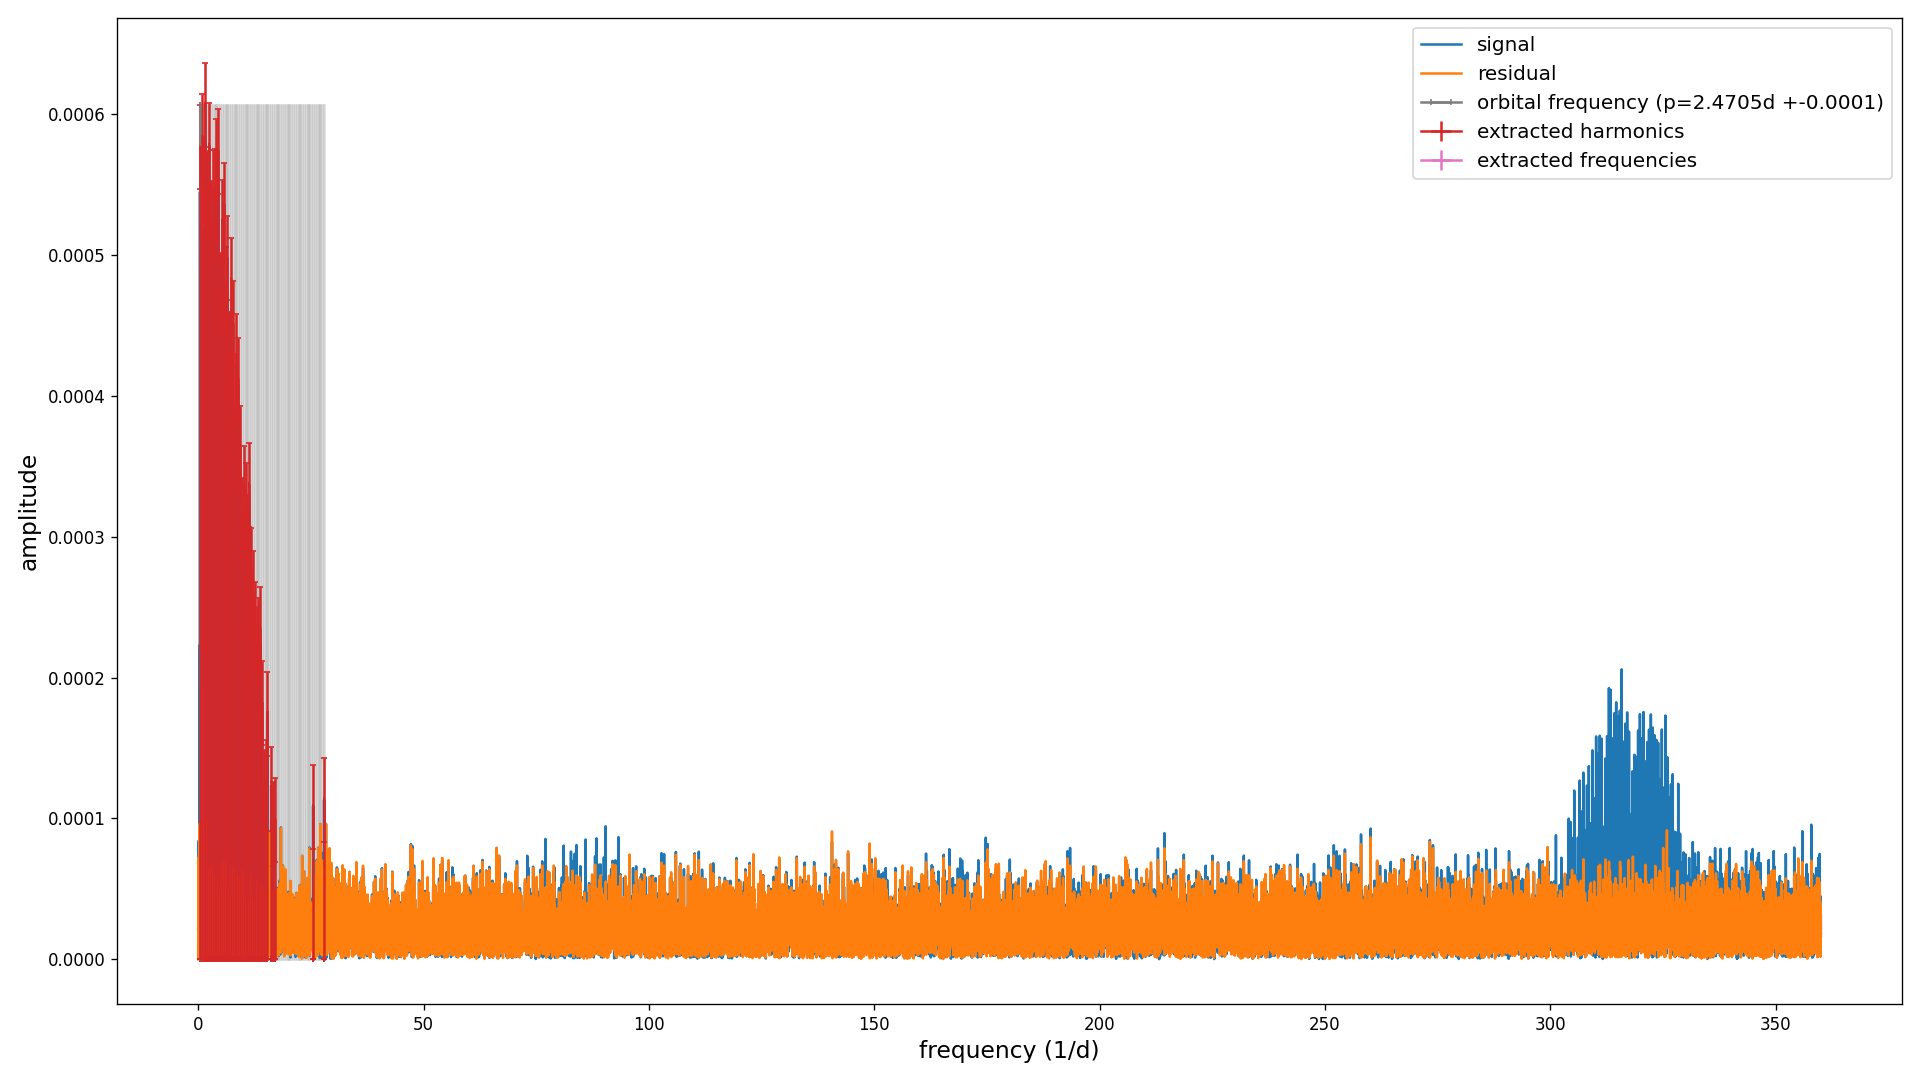 signal
residual
orbital frequency (p=2.4705d +-0.0001)
extracted harmonics
extracted frequencies
amplitude
0.0006
0.0005
0.0004
0.0003
0.0002
0.0001
0.0000
0 50 100 150 200 250 300 350
frequency (1/d)